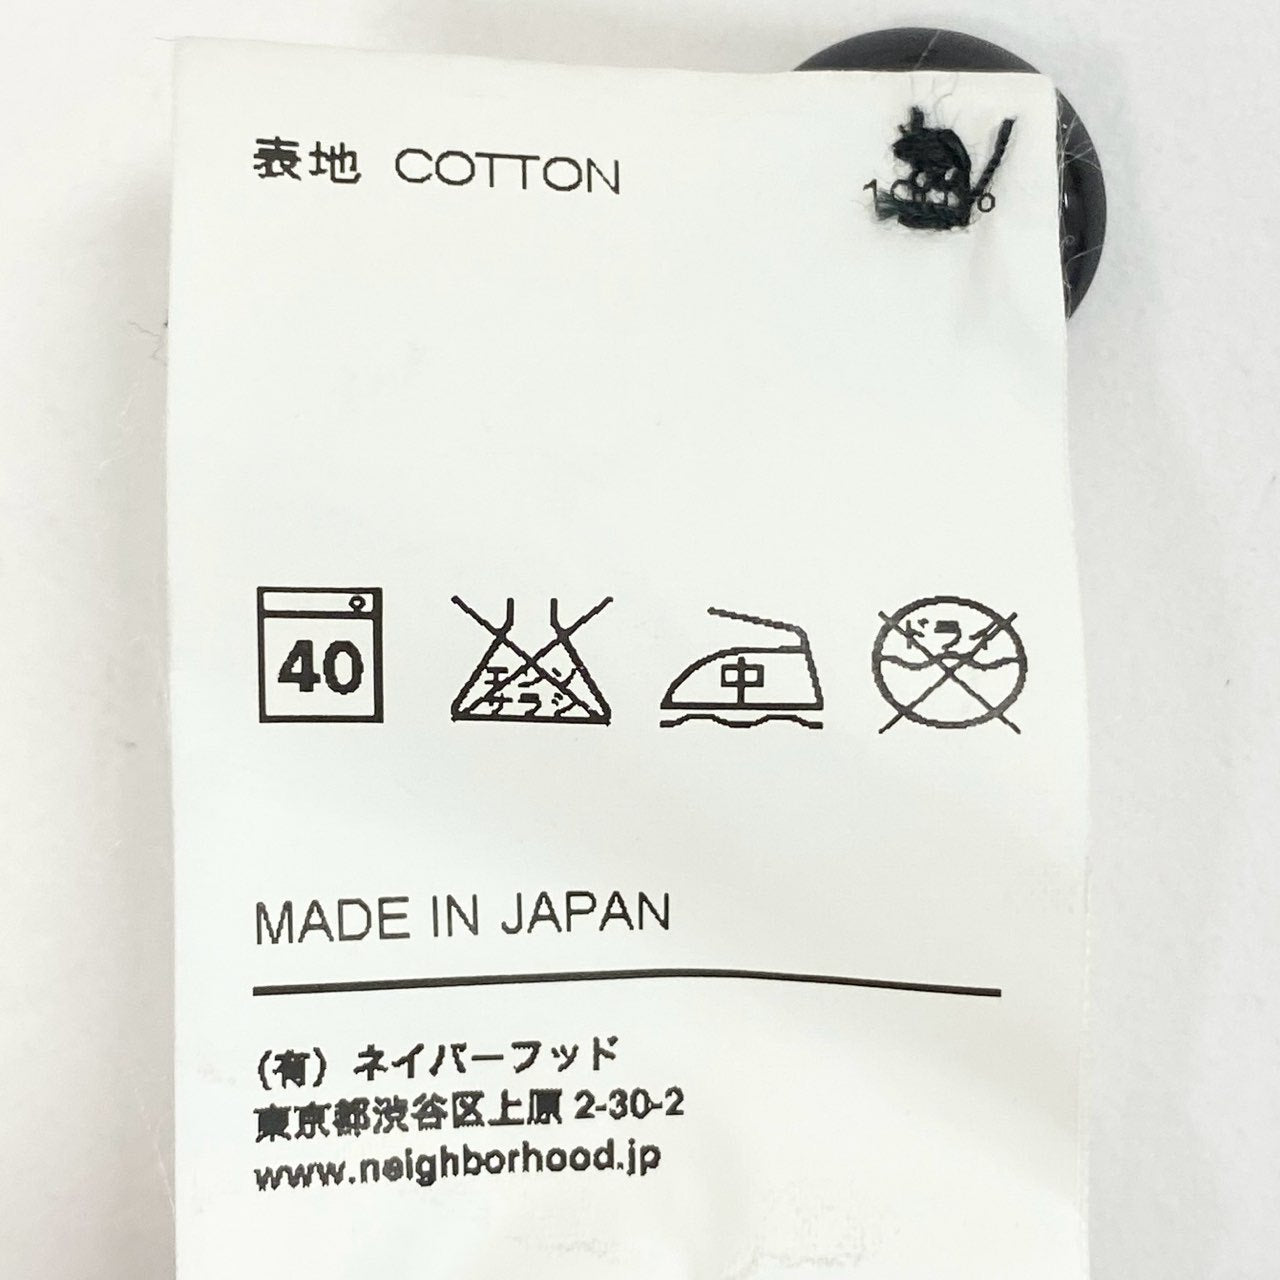 表地 COTTON
40
エンソ
サラシ
中
ドライ
MADE IN JAPAN
(有) ネイバーフッド
東京都渋谷区上原 2-30-2
www.neighborhood.jp